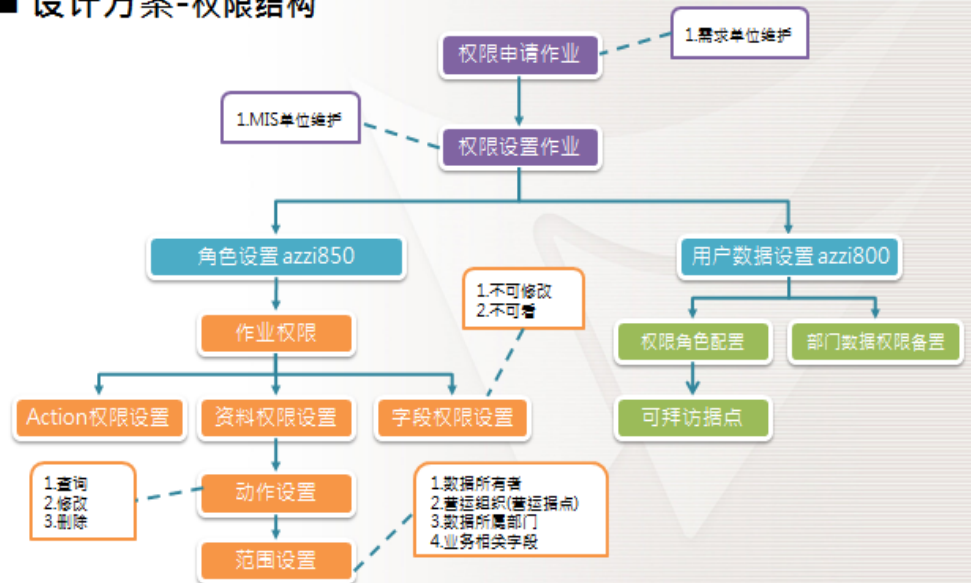 ■ 设计方案-权限结构
权限申请作业
1.需求单位维护
1.MIS单位维护
权限设置作业
角色设置 azzi850
用户数据设置 azzi800
1.不可修改
2.不可看
作业权限
权限角色配置
部门数据权限备置
Action权限设置
资料权限设置
字段权限设置
可拜访据点
1.查询
2.修改
3.删除
动作设置
1.数据所有者
2.营运组织(营运据点)
3.数据所属部门
4.业务相关字段
范围设置